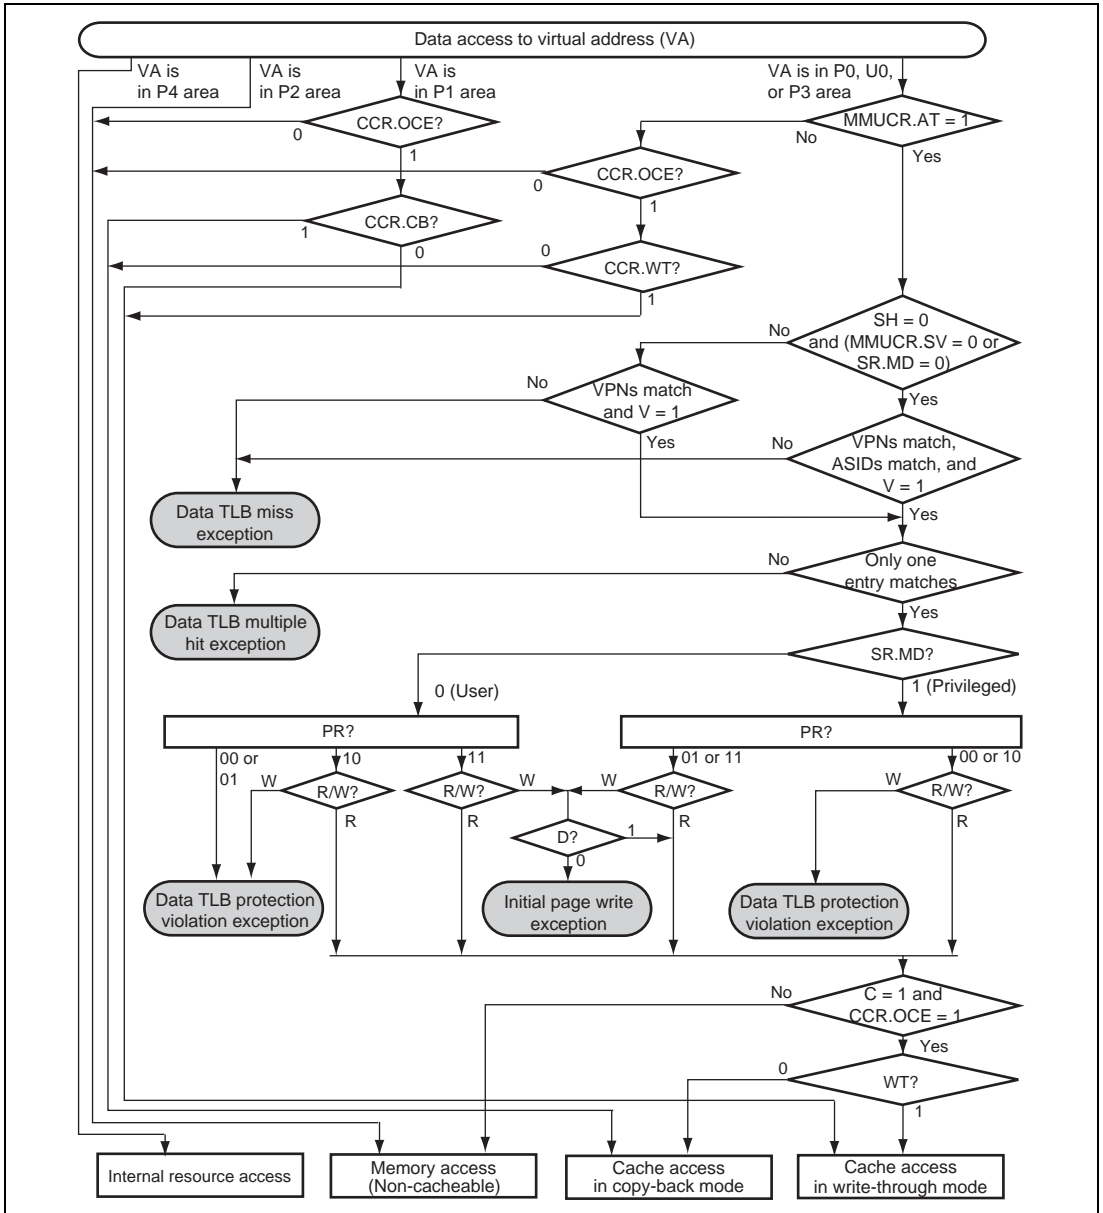 Data access to virtual address (VA)
VA is
in P4 area
VA is
in P2 area
VA is
in P1 area
VA is in P0, U0,
or P3 area
CCR.OCE?
0
1
MMUCR.AT = 1
No
Yes
CCR.OCE?
0
1
CCR.CB?
1
0
CCR.WT?
0
1
SH = 0
and (MMUCR.SV = 0 or
SR.MD = 0)
No
Yes
VPNs match
and V = 1
No
Yes
VPNs match,
ASIDs match, and
V = 1
No
Yes
Data TLB miss
exception
Only one
entry matches
No
Yes
Data TLB multiple
hit exception
SR.MD?
0 (User)
1 (Privileged)
PR?
PR?
00 or
01
10
11
01 or 11
00 or 10
W
R/W?
R
R/W?
W
R
W
R/W?
R
W
R/W?
R
D?
1
0
Data TLB protection
violation exception
Initial page write
exception
Data TLB protection
violation exception
C = 1 and
CCR.OCE = 1
No
Yes
WT?
0
1
Internal resource access
Memory access
(Non-cacheable)
Cache access
in copy-back mode
Cache access
in write-through mode